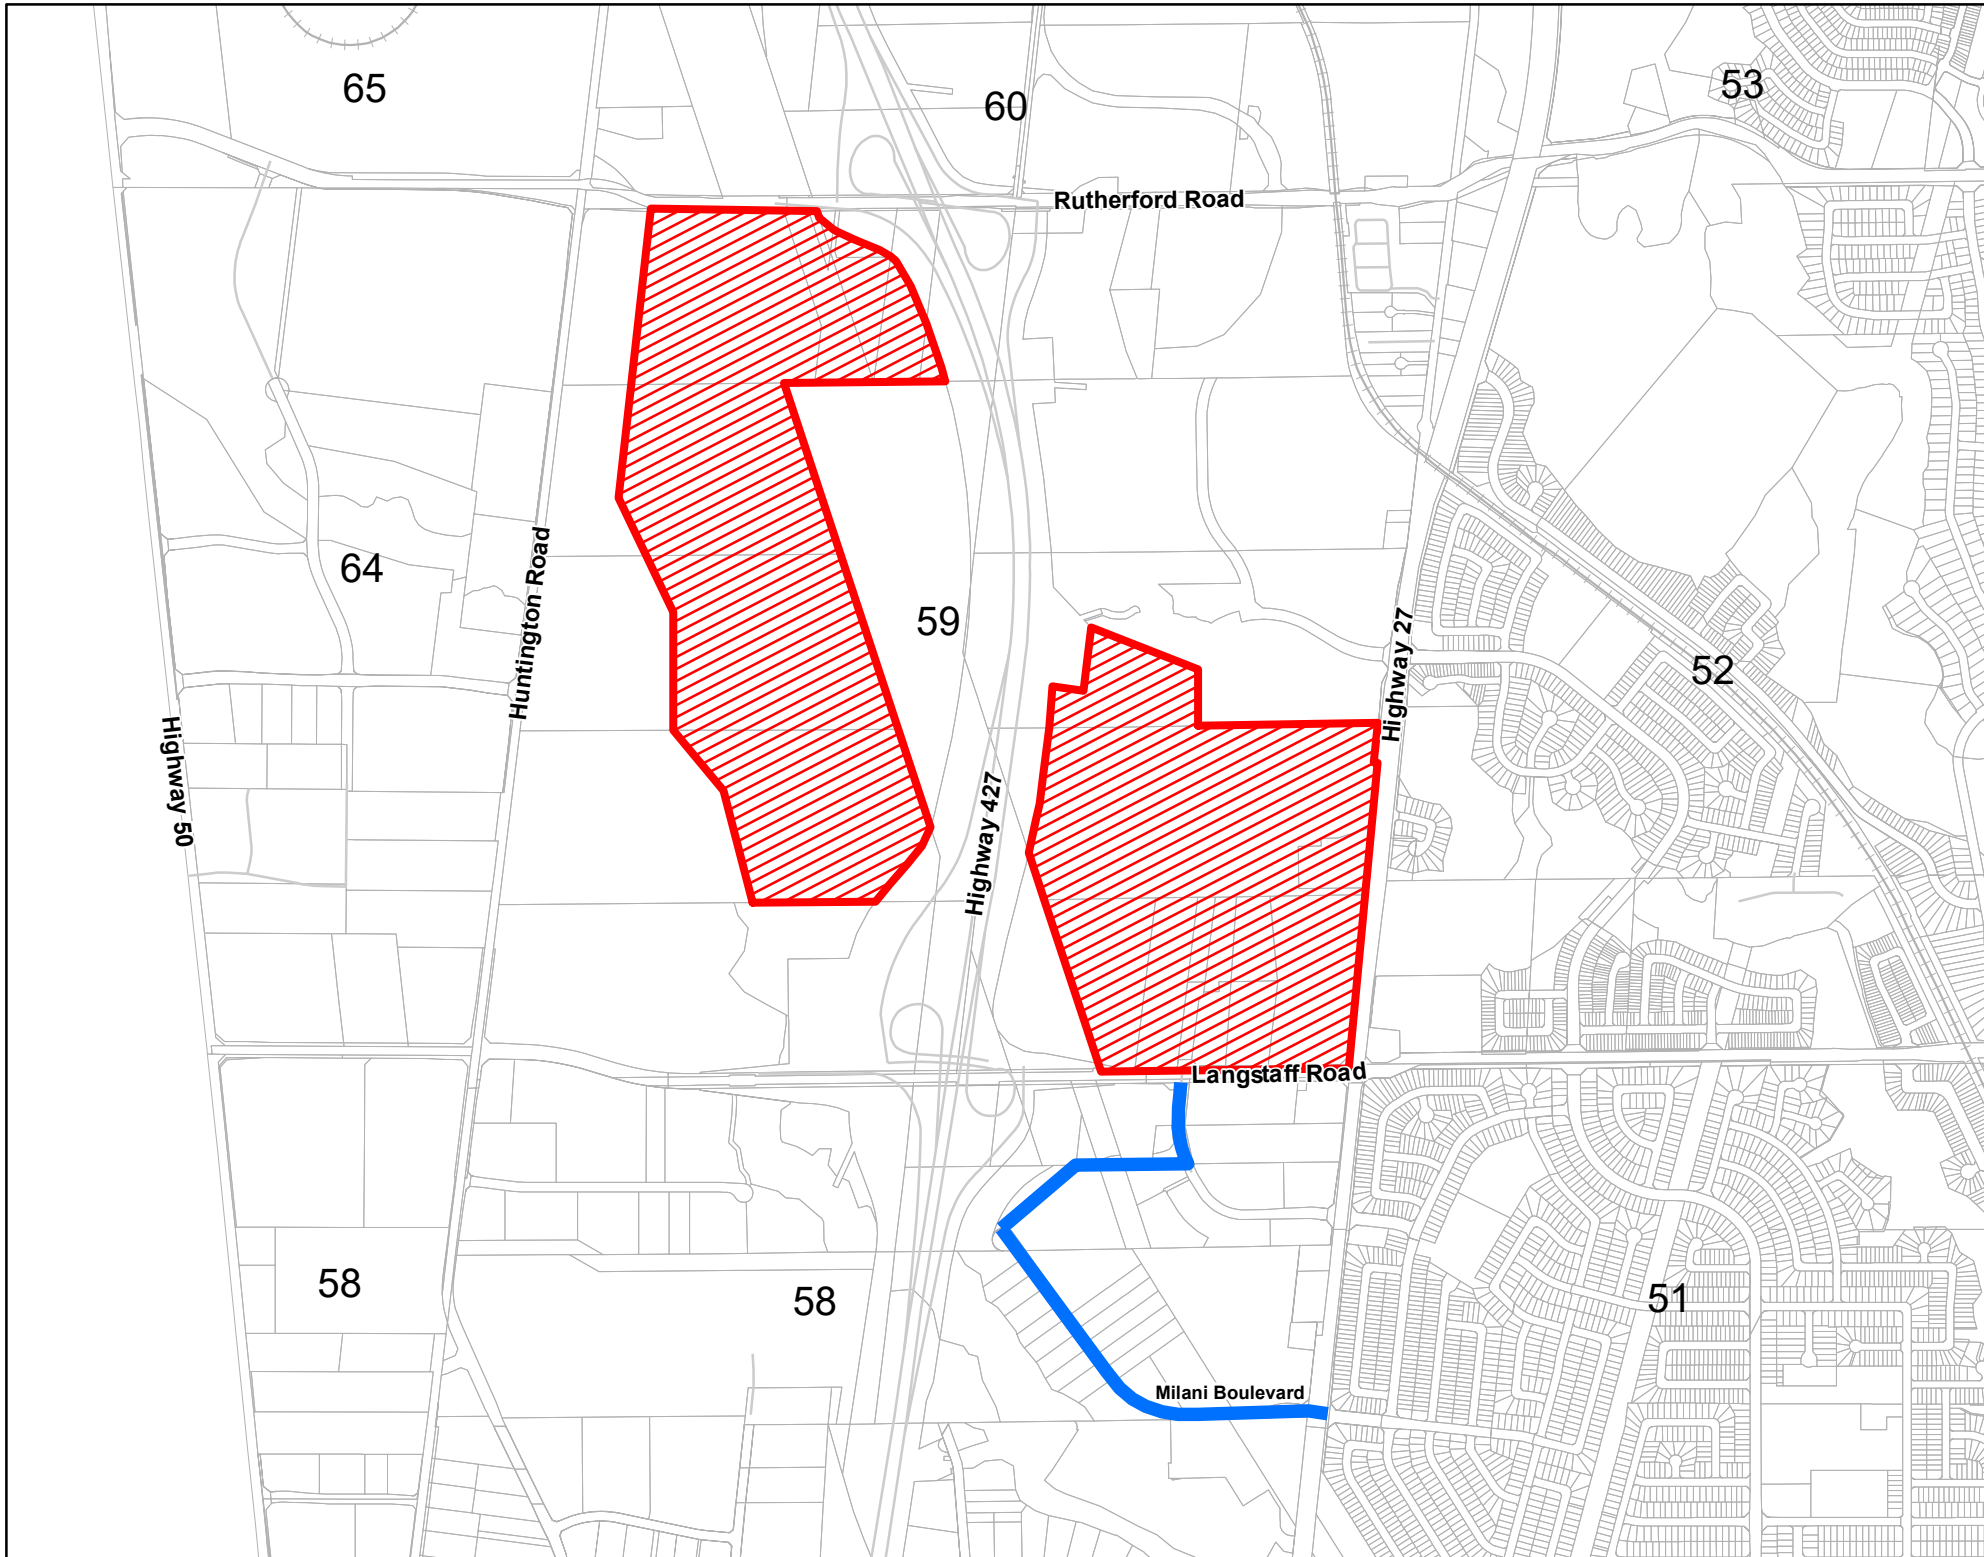 65
60
53
Rutherford Road
64
Huntington Road
59
Highway 27
52
Highway 50
Highway 427
Langstaff Road
58
58
51
Milani Boulevard